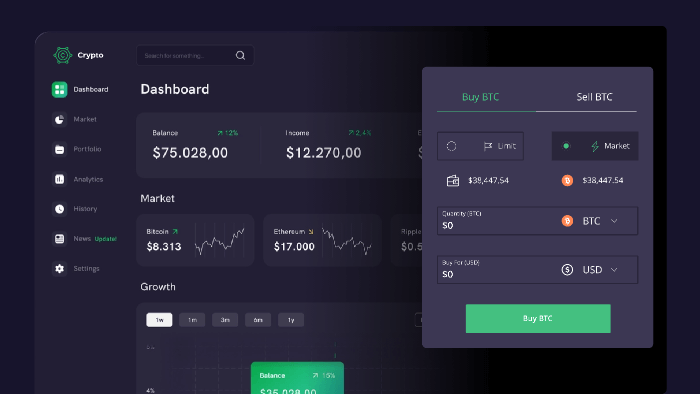 Crypto
Search for something...
Dashboard
Market
Portfolio
Analytics
History
News Update!
Settings
Dashboard
Balance 12%
$75.028,00
Income 2,4%
$12.270,00
E
$
Market
Bitcoin
$8.313
Ethereum
$17.000
Ripple
$0.5
Growth
1w 1m 3m 6m 1y
4%
Balance 15%
$35.028,00
Buy BTC Sell BTC
Limit Market
$38,447.54 $38,447.54
Quantity (BTC)
$0 BTC
Buy For (USD)
$0 USD
Buy BTC